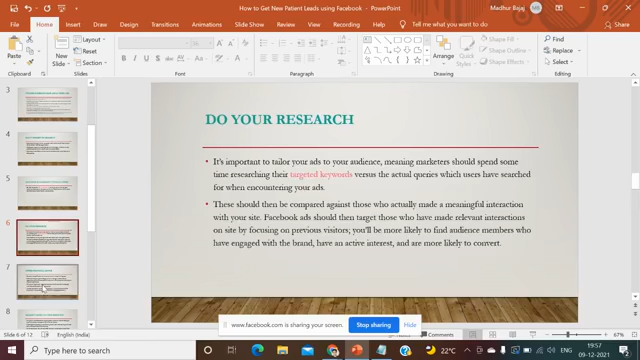 How to Get New Patient Leads using Facebook - PowerPoint
Madhur Bajaj
MB
File Home Insert Draw Design Transitions Animations Slide Show Review View Recording Help Tell me what you want to do Share
Paste
New Slide
Layout
Reset
Section
Arrange
Quick Styles
Shape Fill
Shape Outline
Shape Effects
Find
Replace
Select
Clipboard Slides Font Paragraph Drawing Editing
3
4
5
6
7
8
DO YOUR RESEARCH
• It's important to tailor your ads to your audience, meaning marketers should spend some
time researching their targeted keywords versus the actual queries which users have searched
for when encountering your ads.
• These should then be compared against those who actually made a meaningful interaction
with your site. Facebook ads should then target those who have made relevant interactions
on site by focusing on previous visitors; you'll be more likely to find audience members who
have engaged with the brand, have an active interest, and are more likely to convert.
www.facebook.com is sharing your screen. Stop sharing Hide
Slide 6 of 12 English (India) Comments
Type here to search
22°C ENG
19:57
09-12-2021